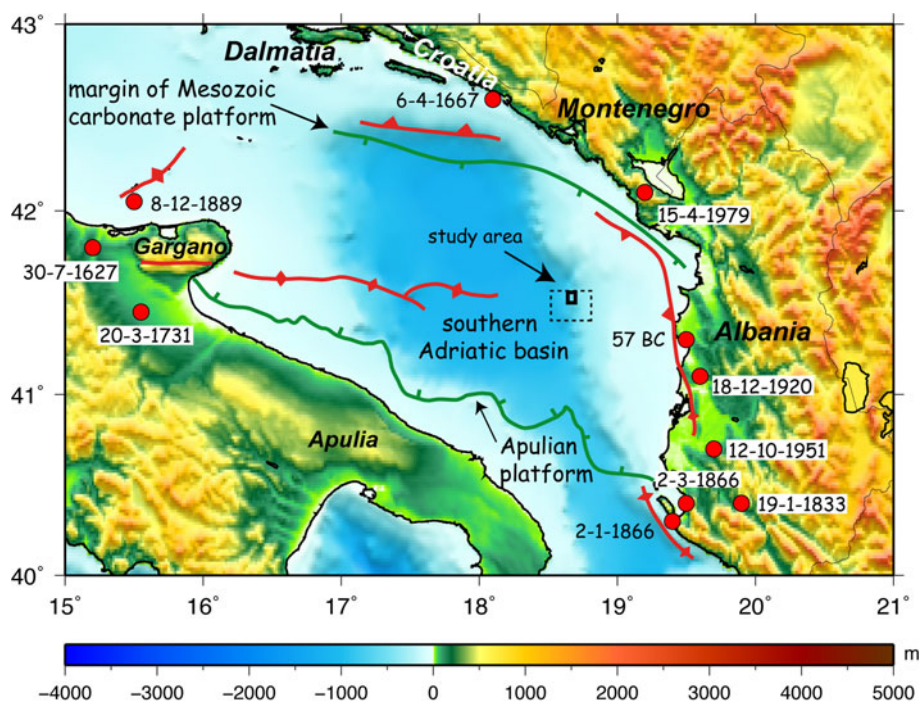 43°
Dalmatia
Croatia
margin of Mesozoic
carbonate platform
6-4-1667
Montenegro
8-12-1889
15-4-1979
42°
Gargano
study area
30-7-1627
20-3-1731
southern
Adriatic basin
57 BC
Albania
18-12-1920
41°
Apulia
Apulian
platform
12-10-1951
2-3-1866
19-1-1833
2-1-1866
40°
15° 16° 17° 18° 19° 20° 21°
m
−4000 −3000 −2000 −1000 0 1000 2000 3000 4000 5000